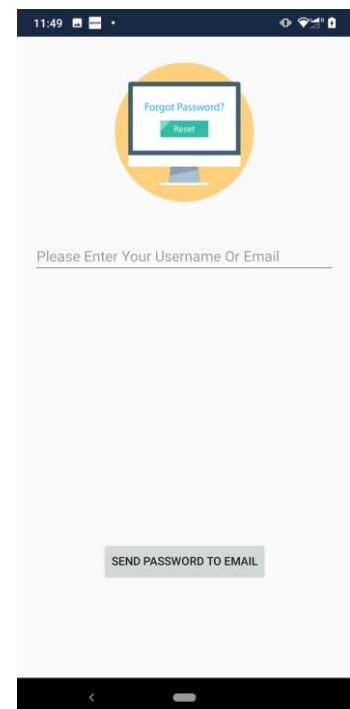 11:49
Forgot Password?
Reset
Please Enter Your Username Or Email
SEND PASSWORD TO EMAIL